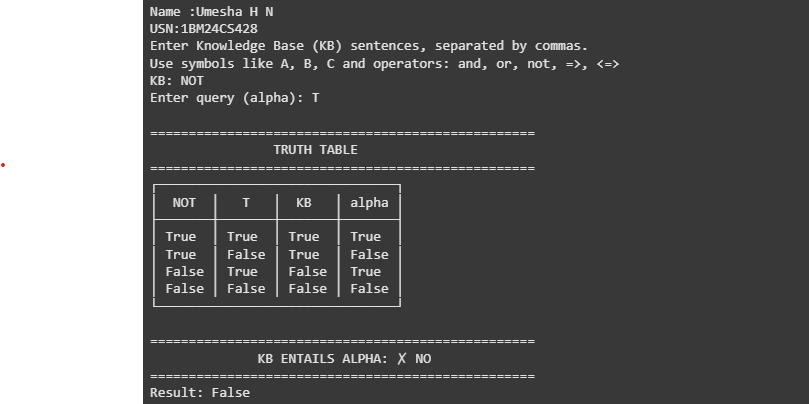 Name :Umesha H N
USN:1BM24CS428
Enter Knowledge Base (KB) sentences, separated by commas.
Use symbols like A, B, C and operators: and, or, not, =>, <=>
KB: NOT
Enter query (alpha): T
==================================================
TRUTH TABLE
==================================================
NOT | T | KB | alpha
True | True | True | True
True | False | True | False
False | True | False | True
False | False | False | False
==================================================
KB ENTAILS ALPHA: ✗ NO
==================================================
Result: False